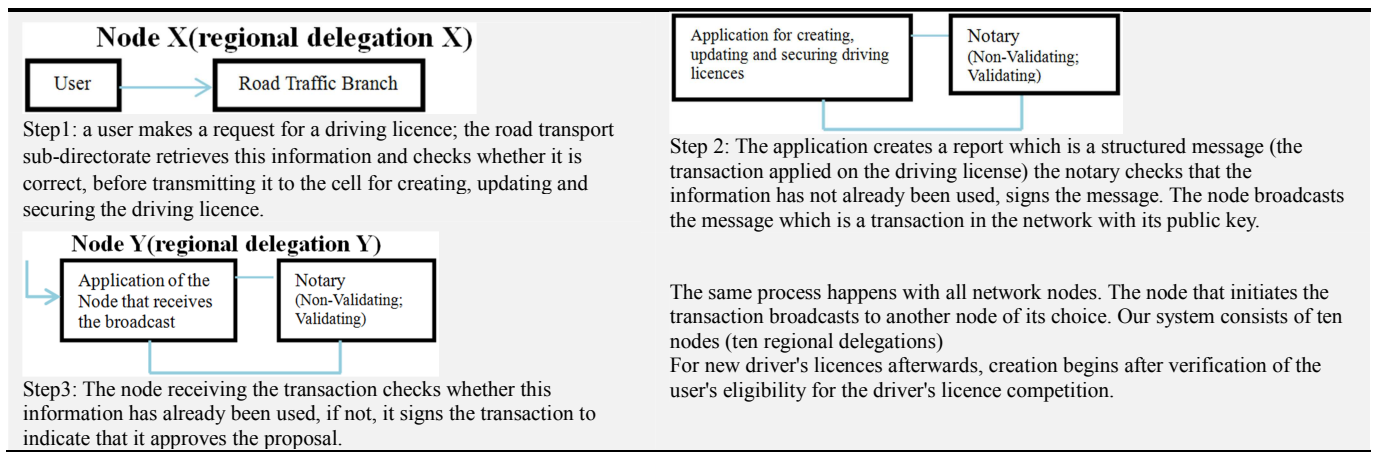 Node X(regional delegation X)
User
Road Traffic Branch
Step1: a user makes a request for a driving licence; the road transport
sub-directorate retrieves this information and checks whether it is
correct, before transmitting it to the cell for creating, updating and
securing the driving licence.
Application for creating,
updating and securing driving
licences
Notary
(Non-Validating;
Validating)
Step 2: The application creates a report which is a structured message (the
transaction applied on the driving license) the notary checks that the
information has not already been used, signs the message. The node broadcasts
the message which is a transaction in the network with its public key.
Node Y(regional delegation Y)
Application of the
Node that receives
the broadcast
Notary
(Non-Validating;
Validating)
Step3: The node receiving the transaction checks whether this
information has already been used, if not, it signs the transaction to
indicate that it approves the proposal.
The same process happens with all network nodes. The node that initiates the
transaction broadcasts to another node of its choice. Our system consists of ten
nodes (ten regional delegations)
For new driver's licences afterwards, creation begins after verification of the
user's eligibility for the driver's licence competition.